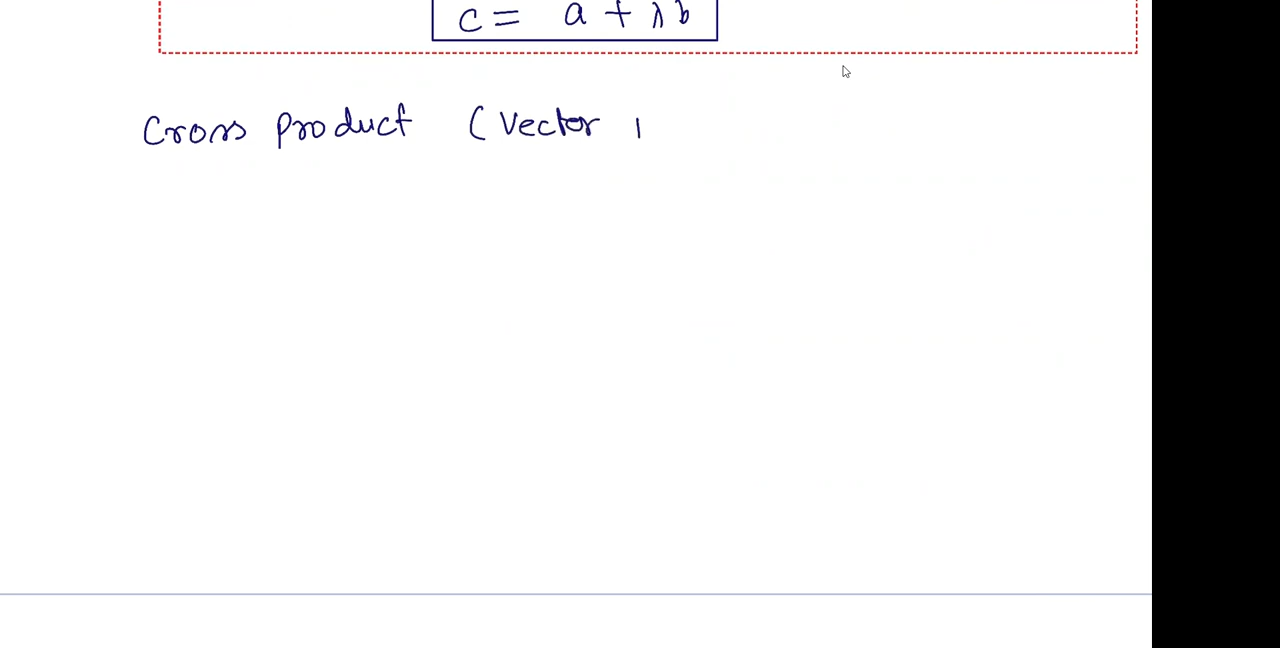 c = a + λb
Cross product (Vector